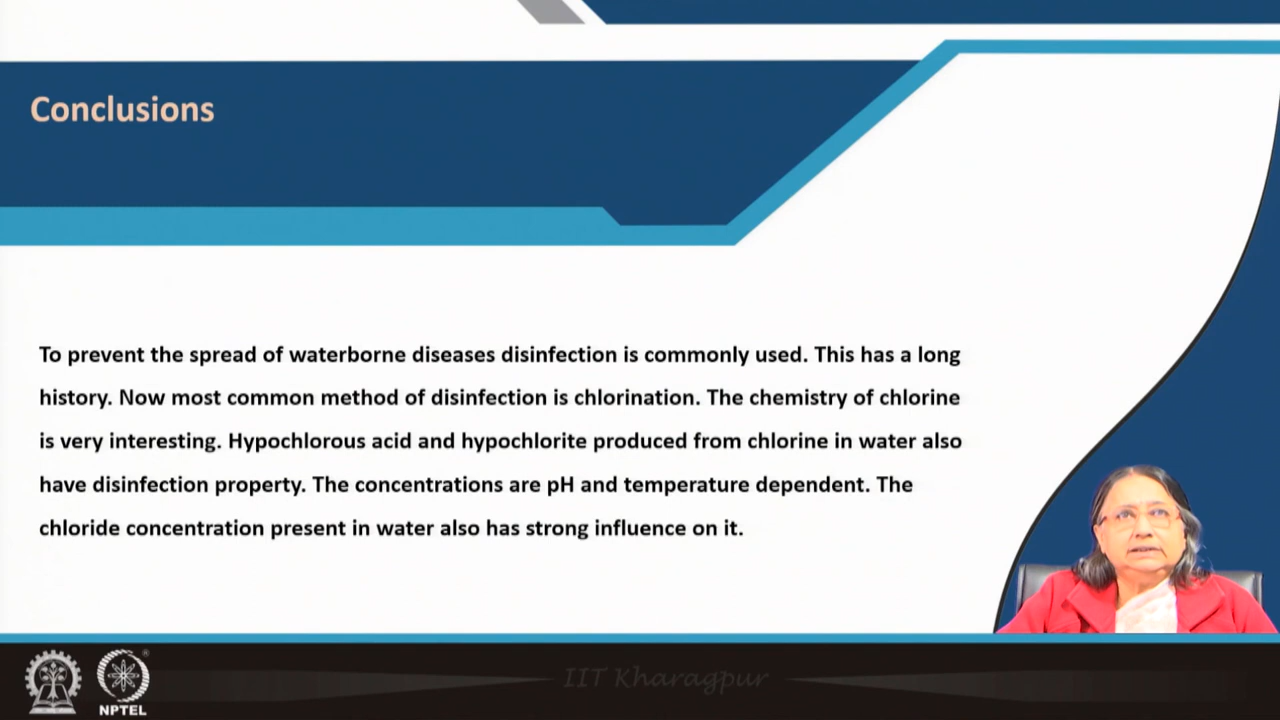 Conclusions
To prevent the spread of waterborne diseases disinfection is commonly used. This has a long
history. Now most common method of disinfection is chlorination. The chemistry of chlorine
is very interesting. Hypochlorous acid and hypochlorite produced from chlorine in water also
have disinfection property. The concentrations are pH and temperature dependent. The
chloride concentration present in water also has strong influence on it.
®
NPTEL
IIT Kharagpur